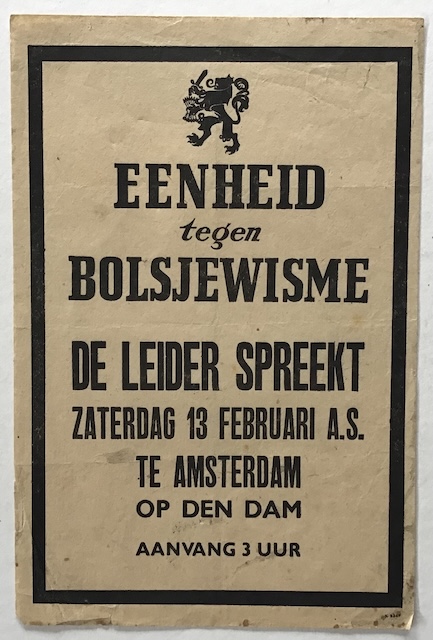 EENHEID
tegen
BOLSJEWISME
DE LEIDER SPREEKT
ZATERDAG 13 FEBRUARI A.S.
TE AMSTERDAM
OP DEN DAM
AANVANG 3 UUR